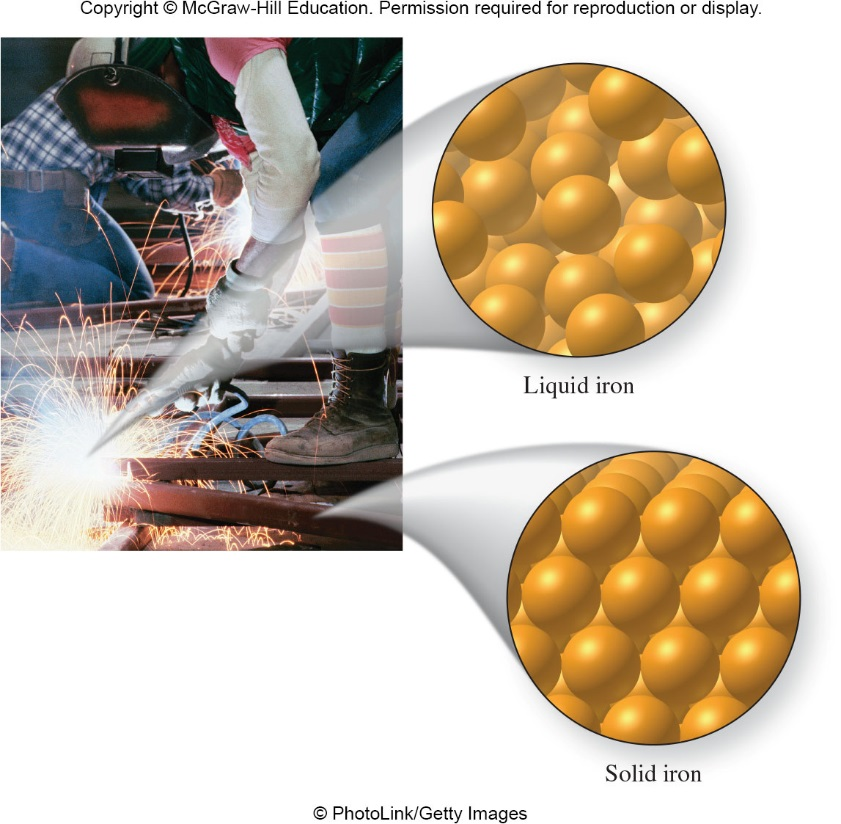 Copyright © McGraw-Hill Education. Permission required for reproduction or display.
Liquid iron
Solid iron
© PhotoLink/Getty Images